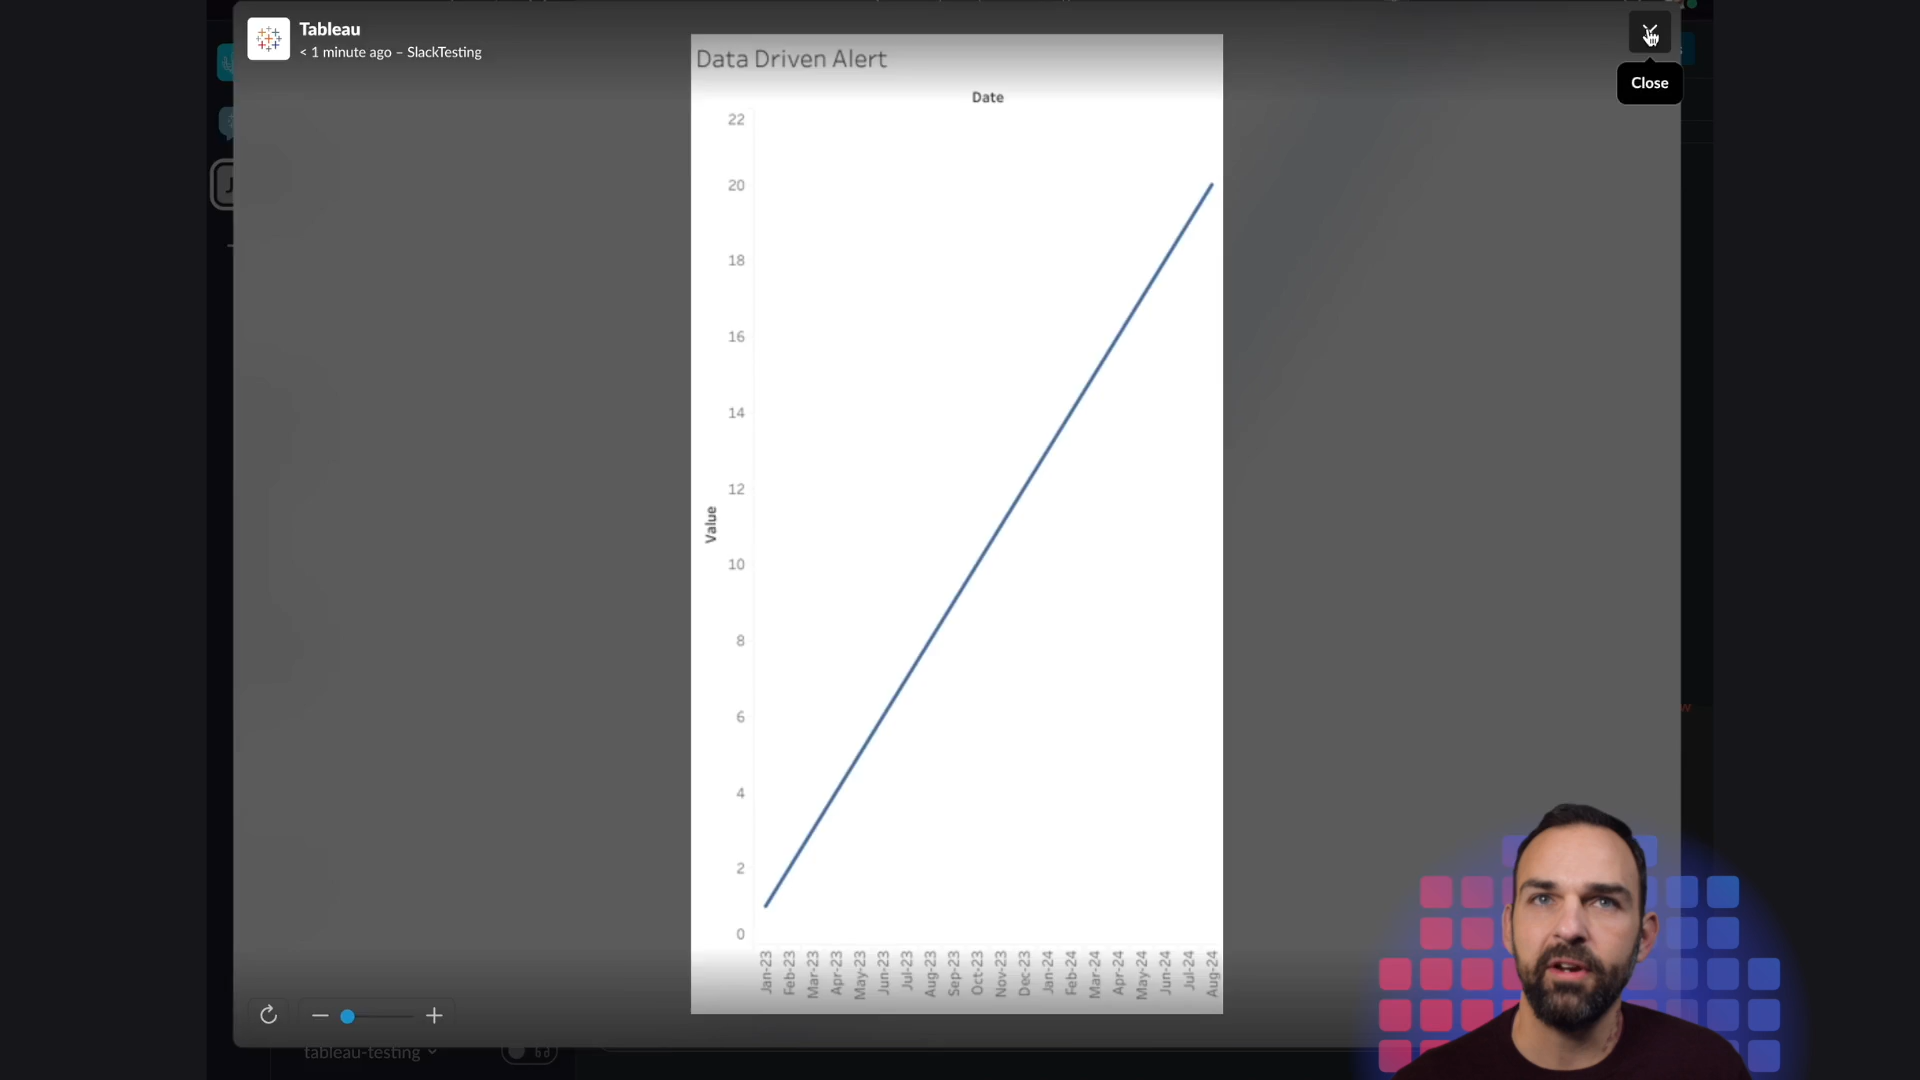 Tableau
< 1 minute ago – SlackTesting
Close
Data Driven Alert
Date
22
20
18
16
14
12
10
8
6
4
2
0
Value
Jan-23
Feb-23
Mar-23
Apr-23
May-23
Jun-23
Jul-23
Aug-23
Sep-23
Oct-23
Nov-23
Dec-23
Jan-24
Feb-24
Mar-24
Apr-24
May-24
Jun-24
Jul-24
Aug-24
tableau-testing